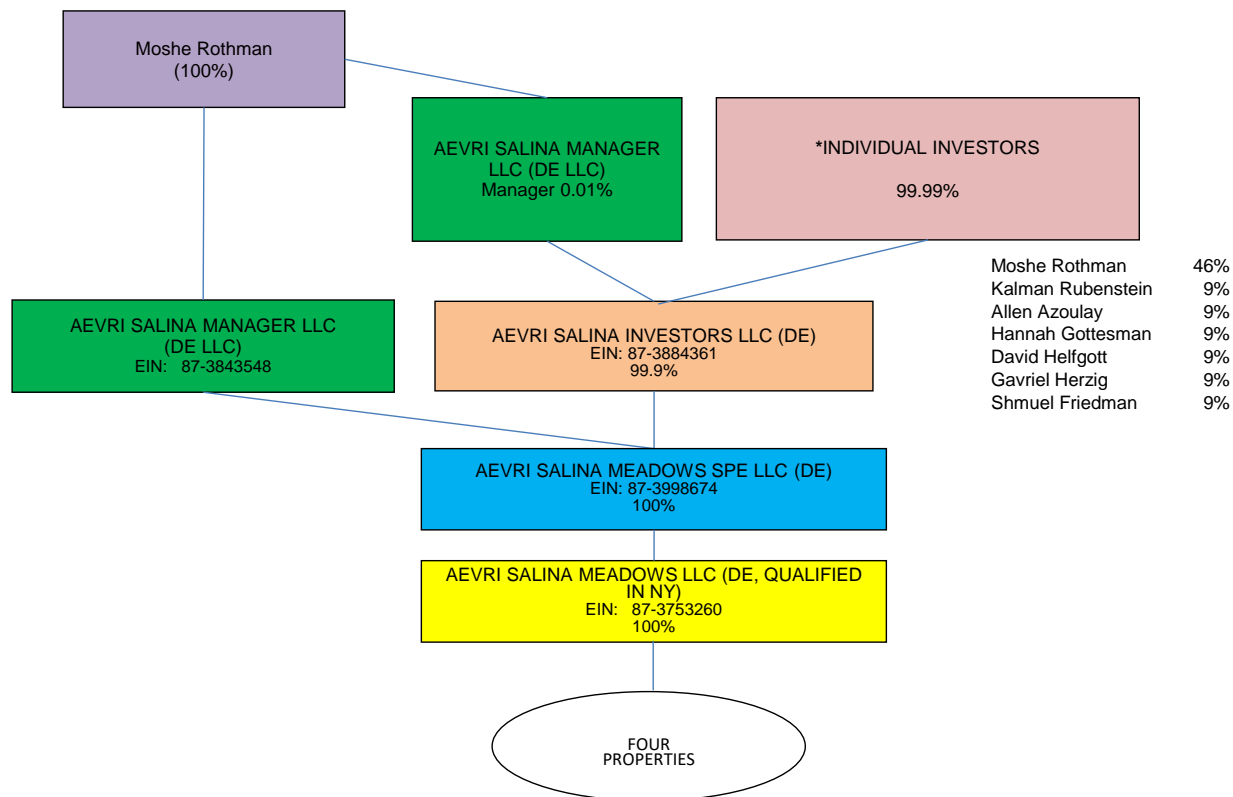 Moshe Rothman
(100%)
AEVRI SALINA MANAGER
LLC (DE LLC)
Manager 0.01%
*INDIVIDUAL INVESTORS
99.99%
Moshe Rothman 46%
Kalman Rubenstein 9%
Allen Azoulay 9%
Hannah Gottesman 9%
David Helfgott 9%
Gavriel Herzig 9%
Shmuel Friedman 9%
AEVRI SALINA MANAGER LLC
(DE LLC)
EIN: 87-3843548
AEVRI SALINA INVESTORS LLC (DE)
EIN: 87-3884361
99.9%
AEVRI SALINA MEADOWS SPE LLC (DE)
EIN: 87-3998674
100%
AEVRI SALINA MEADOWS LLC (DE, QUALIFIED
IN NY)
EIN: 87-3753260
100%
FOUR
PROPERTIES